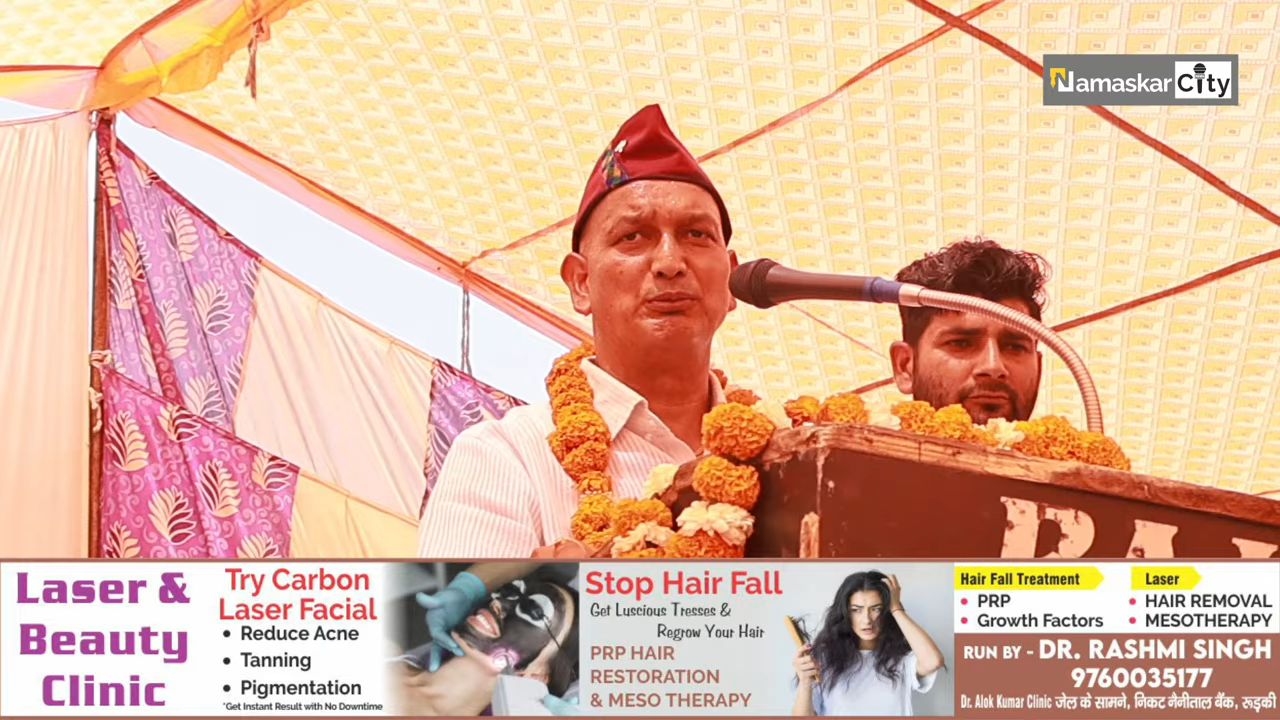 Namaskar City
Laser &
Beauty
Clinic
Try Carbon
Laser Facial
• Reduce Acne
• Tanning
• Pigmentation
*Get Instant Result with No Downtime
Stop Hair Fall
Get Luscious Tresses &
Regrow Your Hair
PRP HAIR
RESTORATION
& MESO THERAPY
Hair Fall Treatment
• PRP
• Growth Factors
Laser
• HAIR REMOVAL
• MESOTHERAPY
RUN BY - DR. RASHMI SINGH
9760035177
Dr. Alok Kumar Clinic जेल के सामने, निकट नैनीताल बैंक, रूड़की